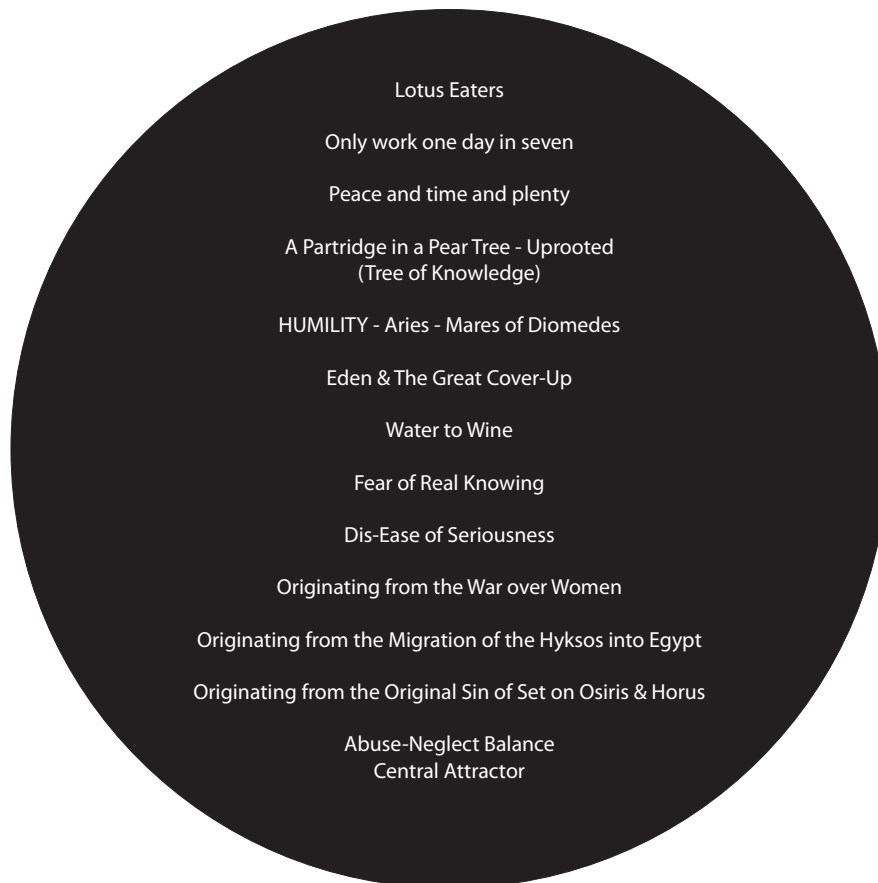 Lotus Eaters
Only work one day in seven
Peace and time and plenty
A Partridge in a Pear Tree - Uprooted
(Tree of Knowledge)
HUMILITY - Aries - Mares of Diomedes
Eden & The Great Cover-Up
Water to Wine
Fear of Real Knowing
Dis-Ease of Seriousness
Originating from the War over Women
Originating from the Migration of the Hyksos into Egypt
Originating from the Original Sin of Set on Osiris & Horus
Abuse-Neglect Balance
Central Attractor